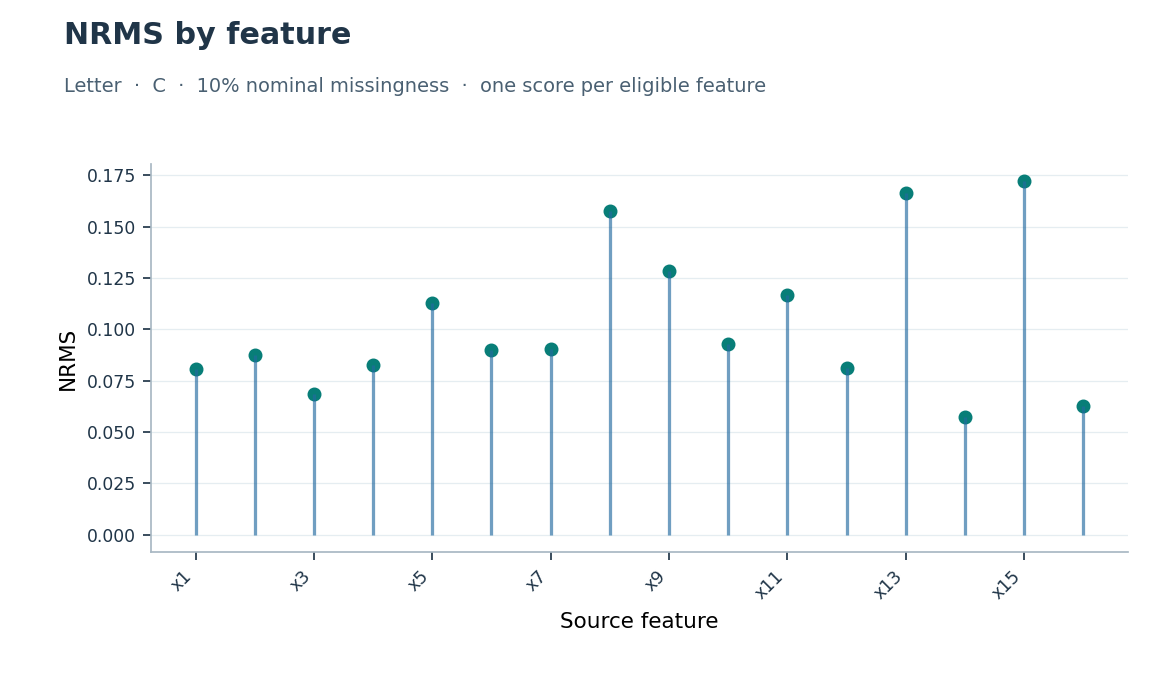 NRMS by feature
Letter · C · 10% nominal missingness · one score per eligible feature
0.175
0.150
0.125
0.100
0.075
0.050
0.025
0.000
NRMS
x1 x3 x5 x7 x9 x11 x13 x15
Source feature